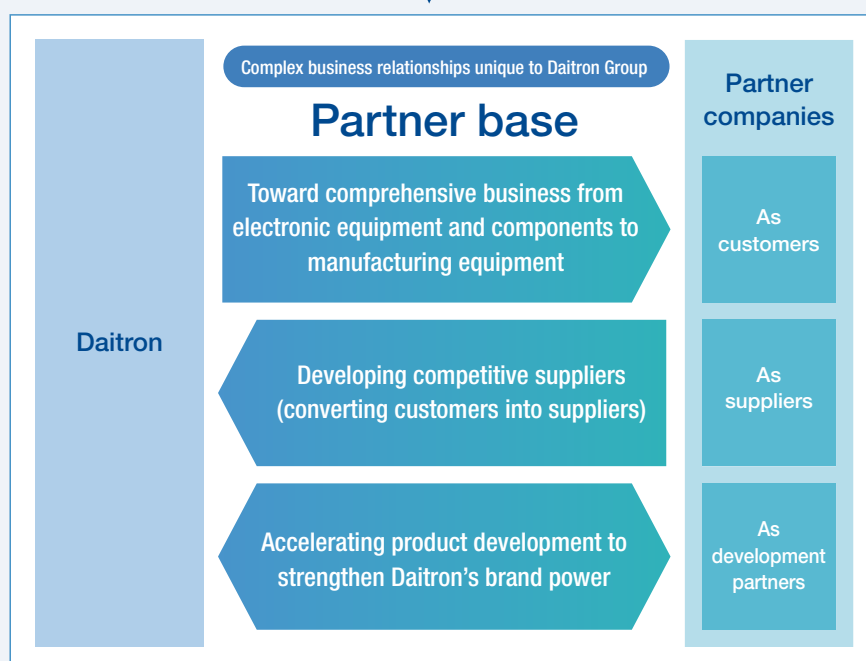 Complex business relationships unique to Daitron Group
Partner base
Partner
companies
Daitron
Toward comprehensive business from
electronic equipment and components to
manufacturing equipment
As
customers
Developing competitive suppliers
(converting customers into suppliers)
As
suppliers
Accelerating product development to
strengthen Daitron’s brand power
As
development
partners